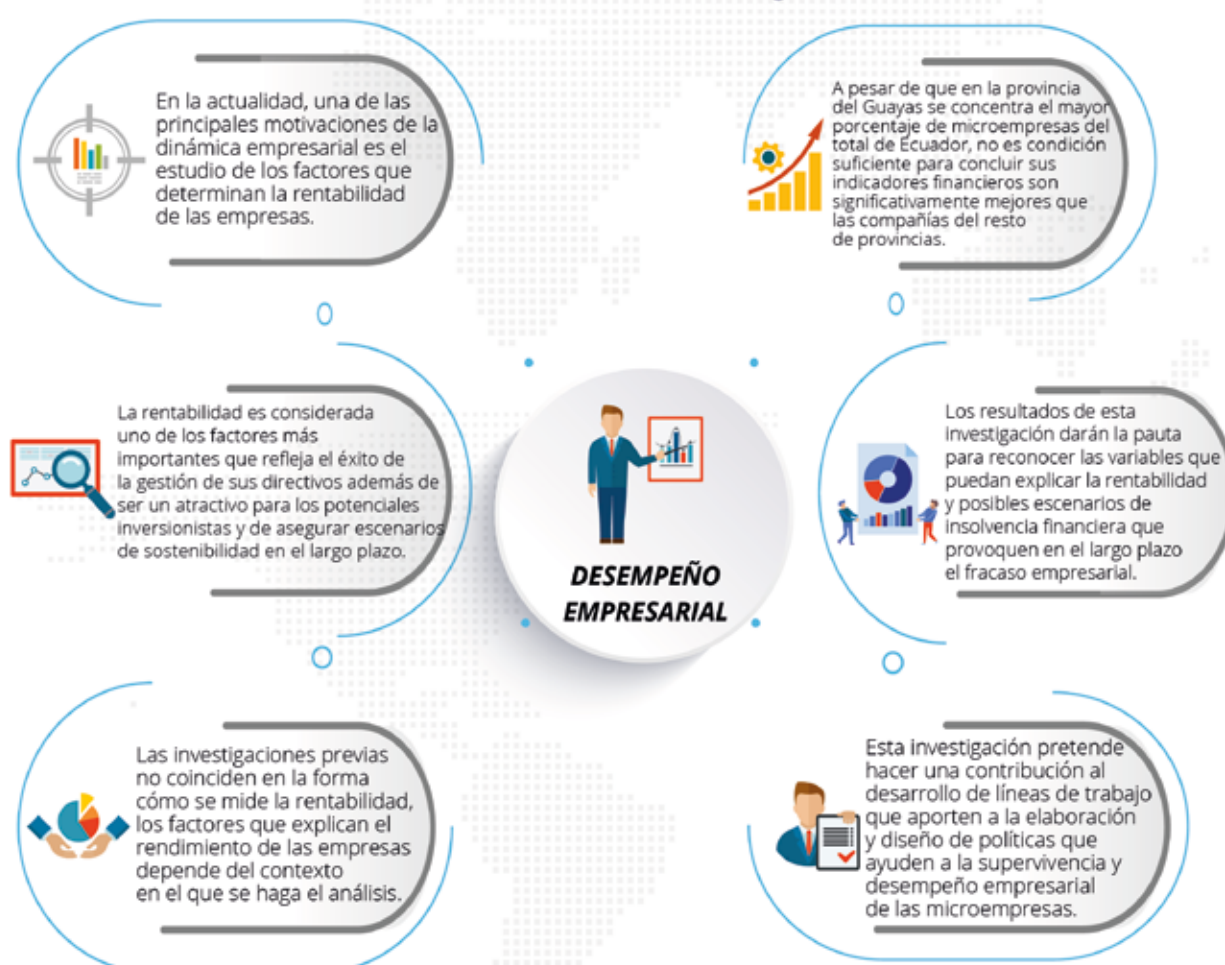 En la actualidad, una de las
principales motivaciones de la
dinámica empresarial es el
estudio de los factores que
determinan la rentabilidad
de las empresas.
La rentabilidad es considerada
uno de los factores más
importantes que refleja el éxito de
la gestión de sus directivos además de
ser un atractivo para los potenciales
inversionistas y de asegurar escenarios
de sostenibilidad en el largo plazo.
Las investigaciones previas
no coinciden en la forma
cómo se mide la rentabilidad,
los factores que explican el
rendimiento de las empresas
depende del contexto
en el que se haga el análisis.
DESEMPEÑO
EMPRESARIAL
A pesar de que en la provincia
del Guayas se concentra el mayor
porcentaje de microempresas del
total de Ecuador, no es condición
suficiente para concluir sus
indicadores financieros son
significativamente mejores que
las compañías del resto
de provincias.
Los resultados de esta
investigación darán la pauta
para reconocer las variables que
puedan explicar la rentabilidad
y posibles escenarios de
insolvencia financiera que
provoquen en el largo plazo
el fracaso empresarial.
Esta investigación pretende
hacer una contribución al
desarrollo de líneas de trabajo
que aporten a la elaboración
y diseño de políticas que
ayuden a la supervivencia y
desempeño empresarial
de las microempresas.